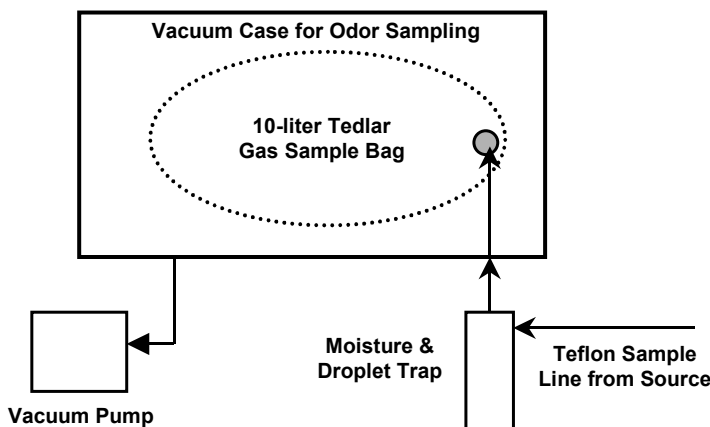 Vacuum Case for Odor Sampling
10-liter Tedlar
Gas Sample Bag
Moisture &
Droplet Trap
Teflon Sample
Line from Source
Vacuum Pump